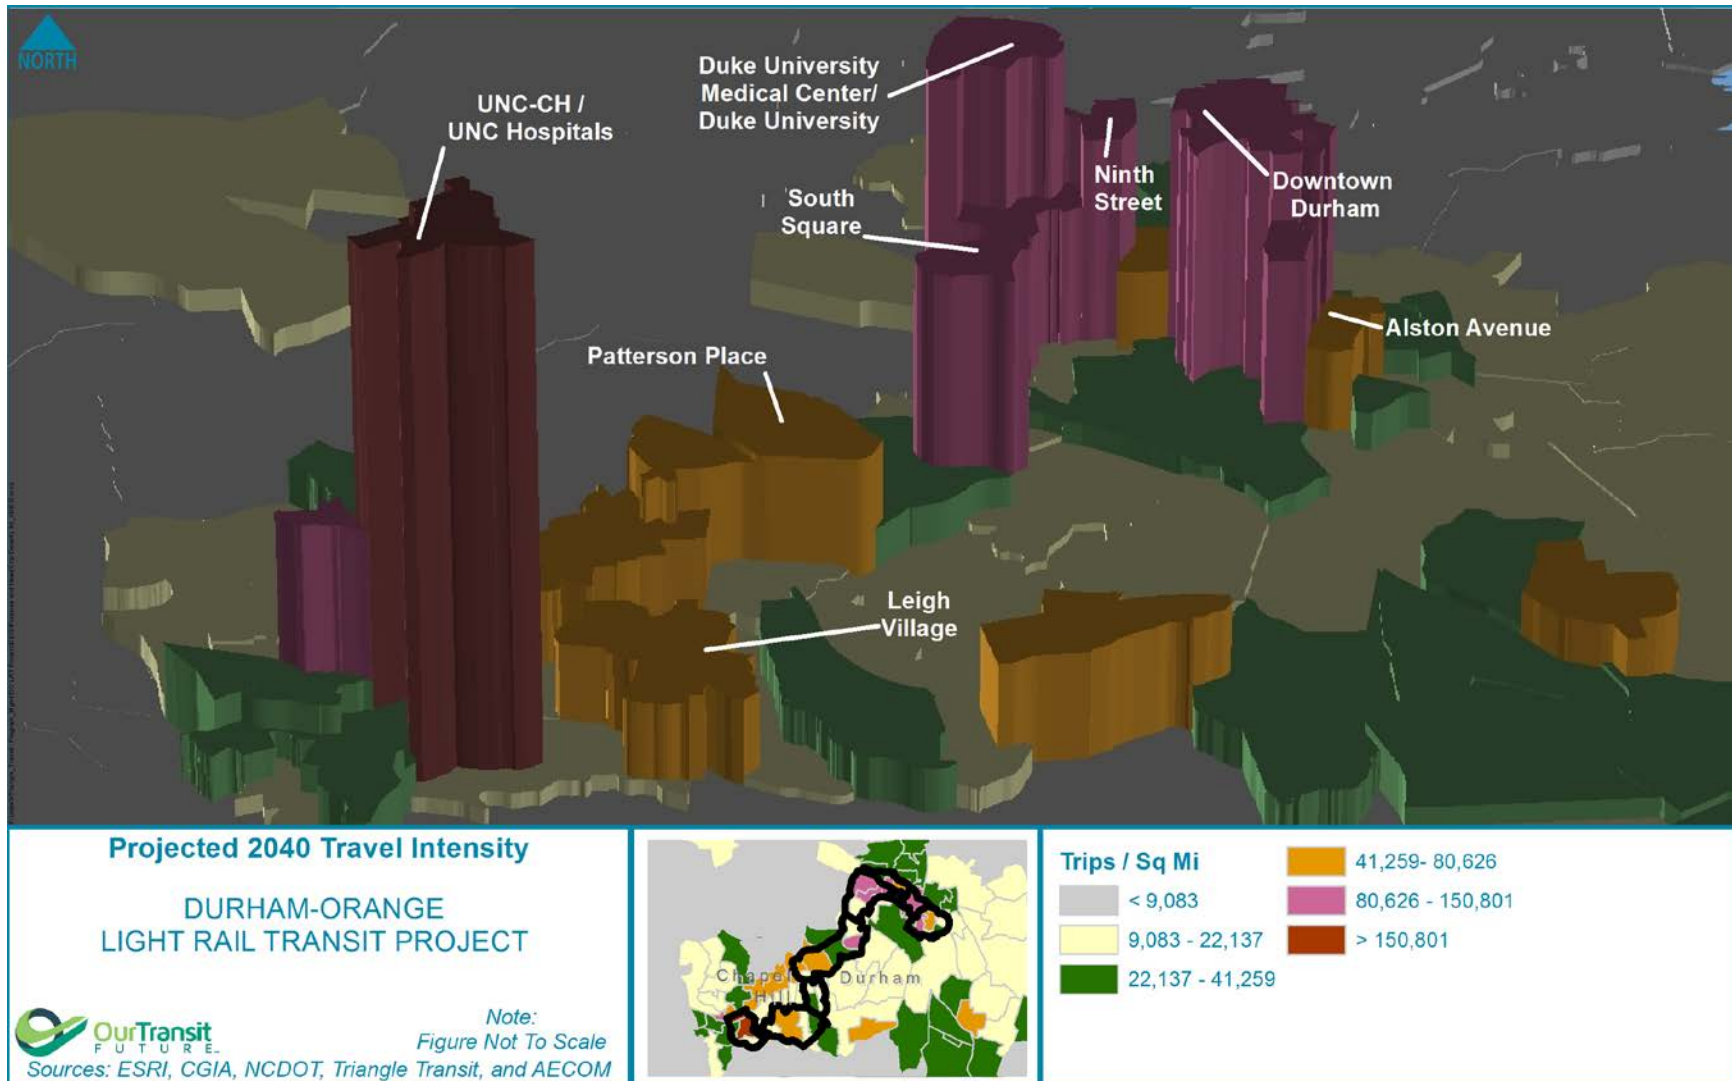 NORTH
UNC-CH /
UNC Hospitals
Duke University
Medical Center/
Duke University
South
Square
Ninth
Street
Downtown
Durham
Alston Avenue
Patterson Place
Leigh
Village
Projected 2040 Travel Intensity
DURHAM-ORANGE
LIGHT RAIL TRANSIT PROJECT
Note:
Figure Not To Scale
OurTransit
FUTURE
Sources: ESRI, CGIA, NCDOT, Triangle Transit, and AECOM
Chapel
Hill
Durham
Trips / Sq Mi
< 9,083
9,083 - 22,137
22,137 - 41,259
41,259- 80,626
80,626 - 150,801
> 150,801